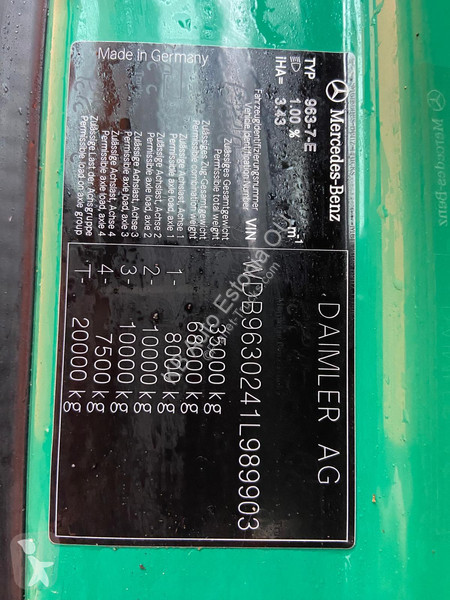 Mercedes-Benz
DAIMLER AG
TYP 963-7-E
1.00 %
m-1
iHA= 3.43
Fahrzeugidentifizierungsnummer
Vehicle identification number VIN WDB9630241L989903
Zulässiges Gesamtgewicht
Permissible total weight 35000 kg
Zulässiges Zug Gesamtgewicht
Zulässige Achslast, Achse 1
Permissible axle load, axle 1 1- 8000 kg
Zulässige Achslast, Achse 2
Permissible axle load, axle 2 2- 10000 kg
Zulässige Achslast, Achse 3
Permissible axle load, axle 3 3- 10000 kg
Zulässige Achslast, Achse 4
Permissible axle load, axle 4 4- 7500 kg
Zulässige Last der Achsgruppe
Permissible load on axle group T- 20000 kg
Made in Germany
Mercedes-Benz